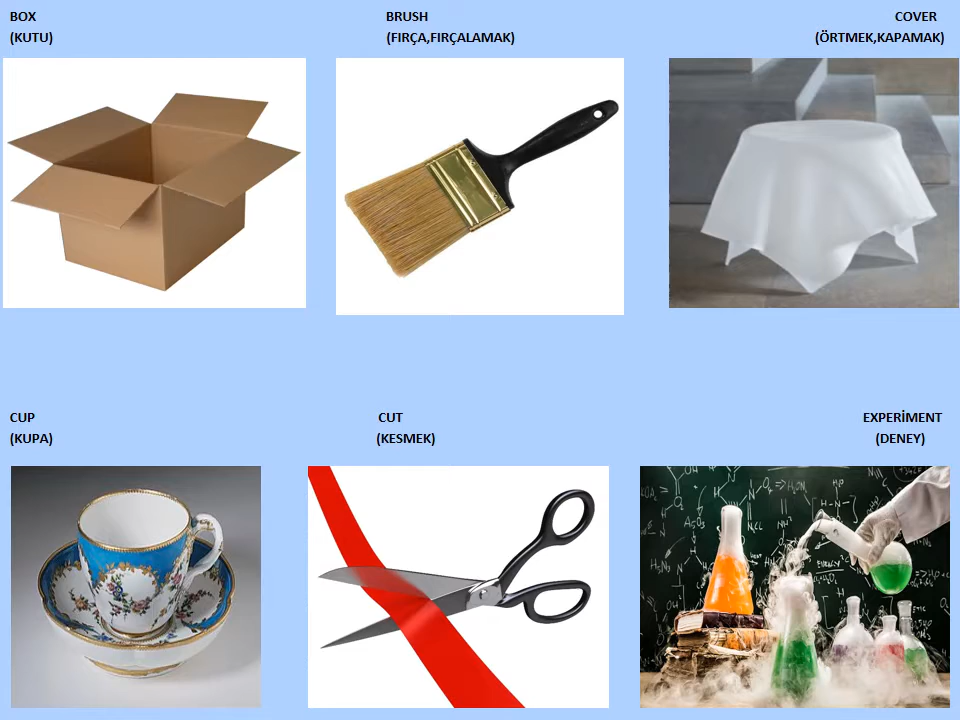 BOX
(KUTU)
BRUSH
(FIRÇA,FIRÇALAMAK)
COVER
(ÖRTMEK,KAPAMAK)
CUP
(KUPA)
CUT
(KESMEK)
EXPERİMENT
(DENEY)